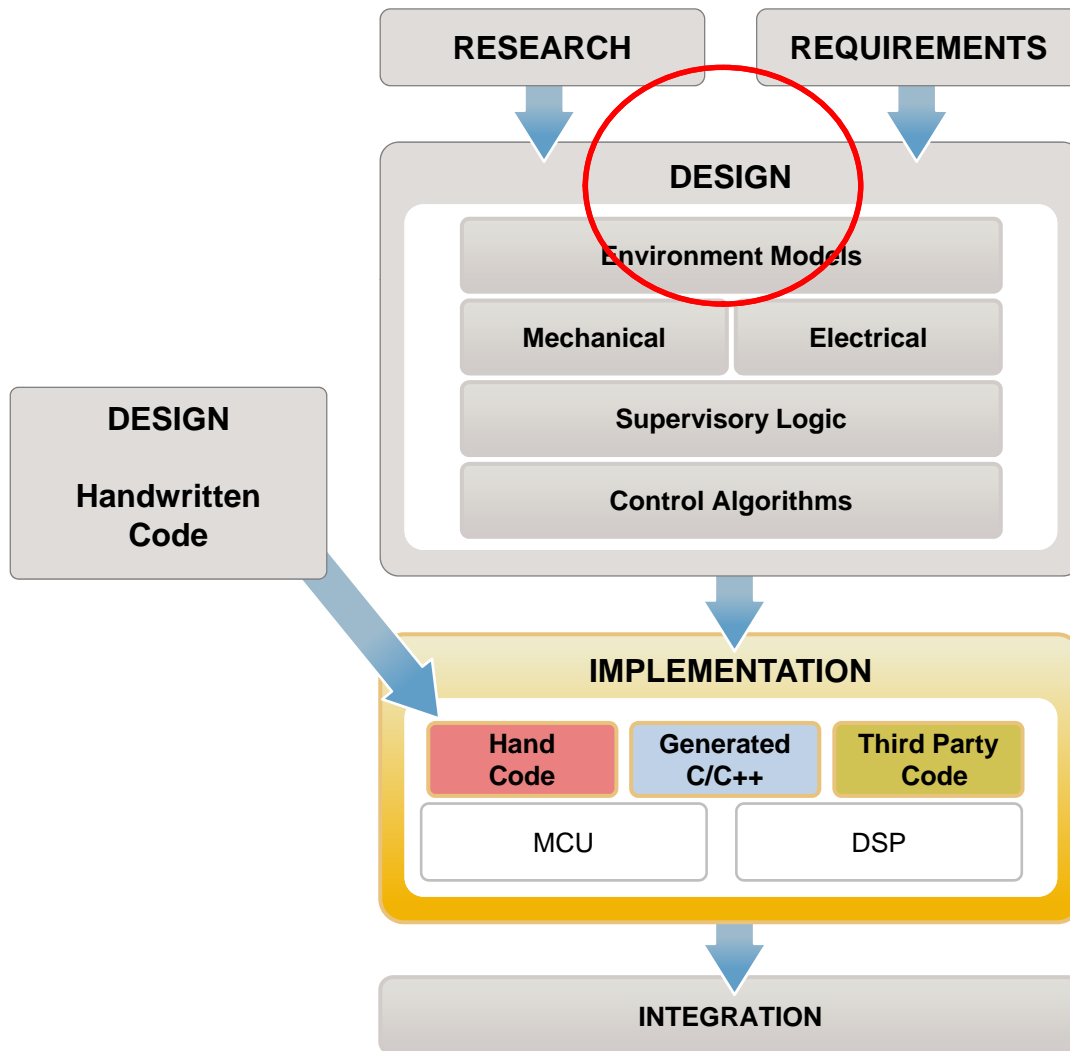 RESEARCH
REQUIREMENTS
DESIGN
Environment Models
Mechanical
Electrical
Supervisory Logic
Control Algorithms
DESIGN
Handwritten
Code
IMPLEMENTATION
Hand
Code
Generated
C/C++
Third Party
Code
MCU
DSP
INTEGRATION